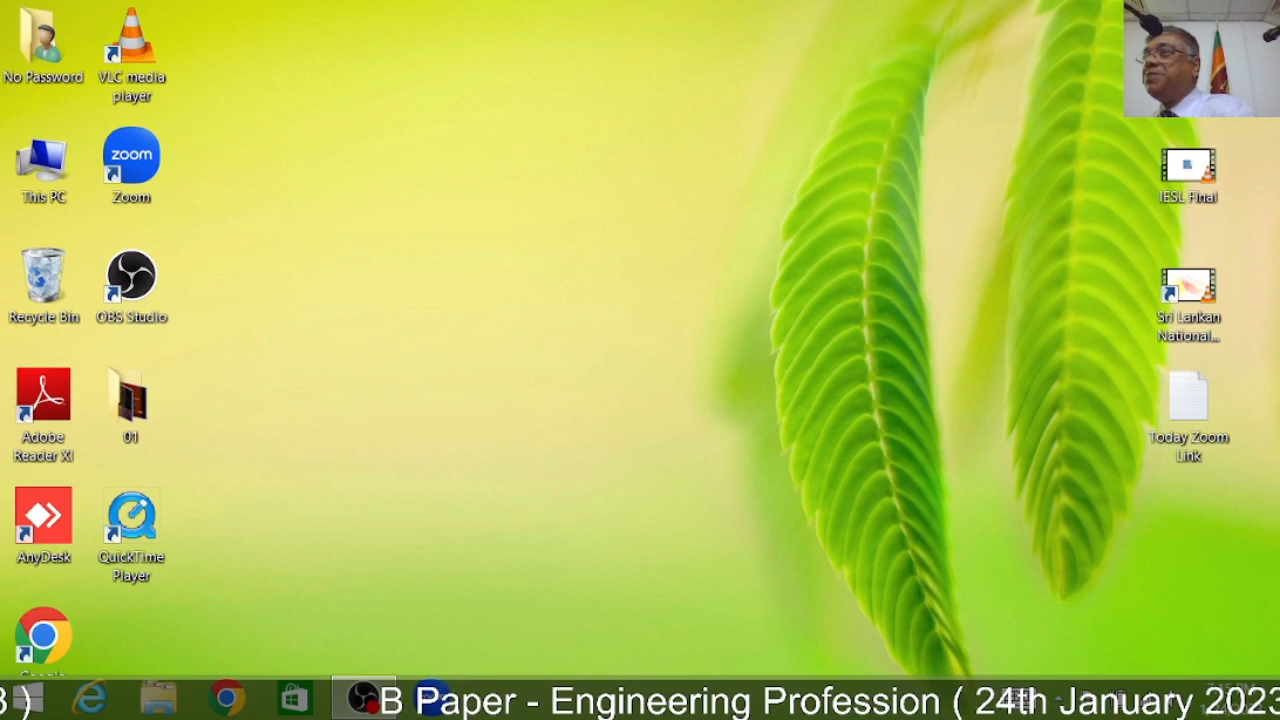 No Password
VLC media
player
This PC
zoom
Zoom
Recycle Bin
OBS Studio
Adobe
Reader XI
01
AnyDesk
QuickTime
Player
IESL Final
Sri Lankan
National...
Today Zoom
Link
3 )
B Paper - Engineering Profession ( 24th January 2023